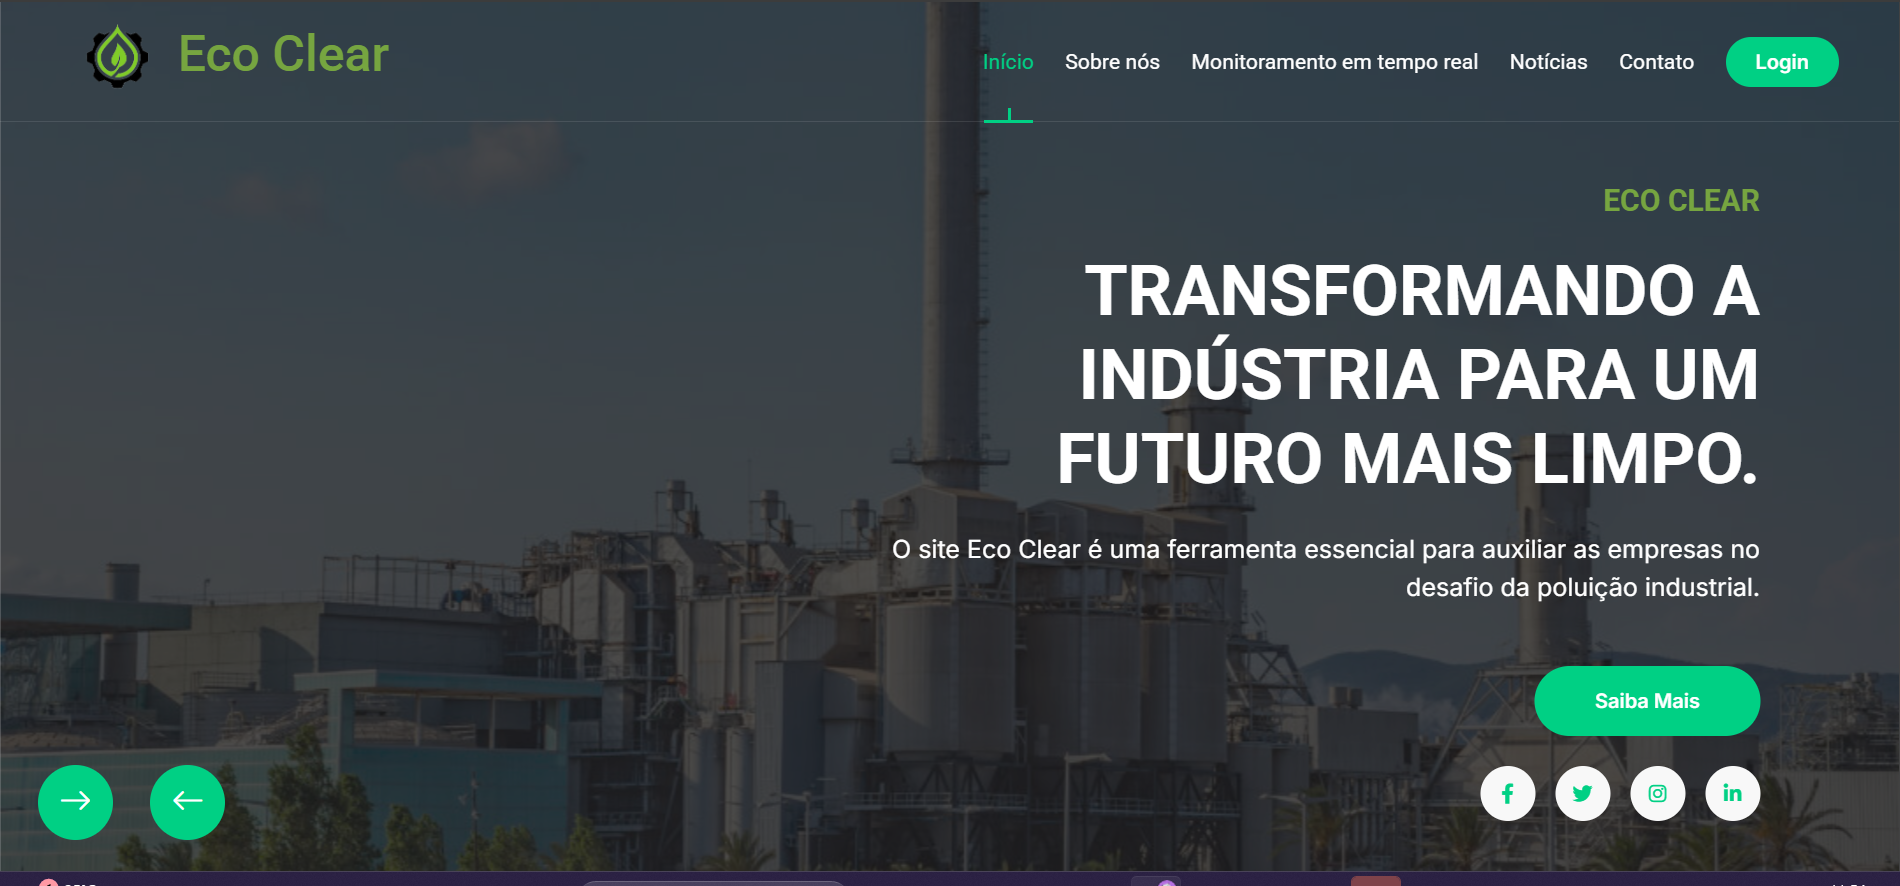 Eco Clear
Início
Sobre nós
Monitoramento em tempo real
Notícias
Contato
Login
ECO CLEAR
TRANSFORMANDO A
INDÚSTRIA PARA UM
FUTURO MAIS LIMPO.
O site Eco Clear é uma ferramenta essencial para auxiliar as empresas no
desafio da poluição industrial.
Saiba Mais